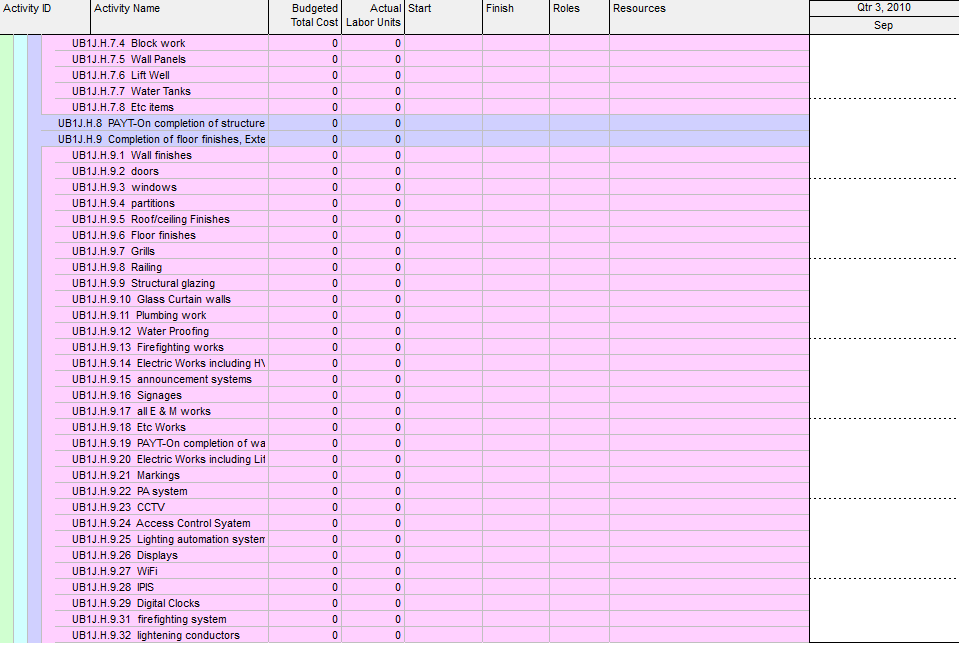 Activity ID Activity Name Budgeted Total Cost Actual Labor Units Start Finish Roles Resources Qtr 3, 2010
Sep
UB1J.H.7.4 Block work 0 0
UB1J.H.7.5 Wall Panels 0 0
UB1J.H.7.6 Lift Well 0 0
UB1J.H.7.7 Water Tanks 0 0
UB1J.H.7.8 Etc items 0 0
UB1J.H.8 PAYT-On completion of structure 0 0
UB1J.H.9 Completion of floor finishes, Exte 0 0
UB1J.H.9.1 Wall finishes 0 0
UB1J.H.9.2 doors 0 0
UB1J.H.9.3 windows 0 0
UB1J.H.9.4 partitions 0 0
UB1J.H.9.5 Roof/ceiling Finishes 0 0
UB1J.H.9.6 Floor finishes 0 0
UB1J.H.9.7 Grills 0 0
UB1J.H.9.8 Railing 0 0
UB1J.H.9.9 Structural glazing 0 0
UB1J.H.9.10 Glass Curtain walls 0 0
UB1J.H.9.11 Plumbing work 0 0
UB1J.H.9.12 Water Proofing 0 0
UB1J.H.9.13 Firefighting works 0 0
UB1J.H.9.14 Electric Works including HV 0 0
UB1J.H.9.15 announcement systems 0 0
UB1J.H.9.16 Signages 0 0
UB1J.H.9.17 all E & M works 0 0
UB1J.H.9.18 Etc Works 0 0
UB1J.H.9.19 PAYT-On completion of wa 0 0
UB1J.H.9.20 Electric Works including Lif 0 0
UB1J.H.9.21 Markings 0 0
UB1J.H.9.22 PA system 0 0
UB1J.H.9.23 CCTV 0 0
UB1J.H.9.24 Access Control Syatem 0 0
UB1J.H.9.25 Lighting automation system 0 0
UB1J.H.9.26 Displays 0 0
UB1J.H.9.27 WiFi 0 0
UB1J.H.9.28 IPIS 0 0
UB1J.H.9.29 Digital Clocks 0 0
UB1J.H.9.31 firefighting system 0 0
UB1J.H.9.32 lightening conductors 0 0